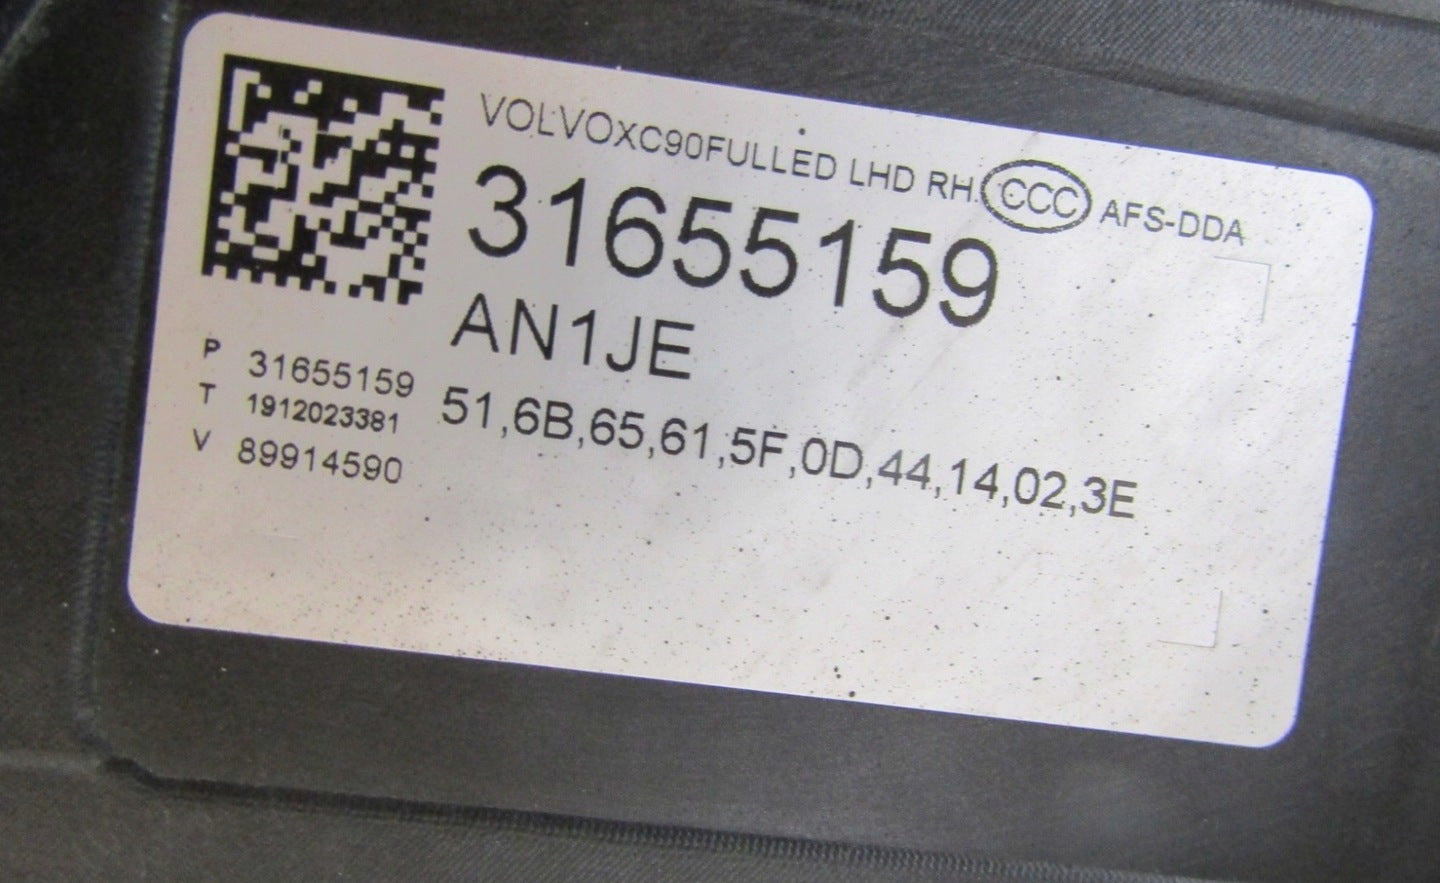 VOLVOXC90FULLED LHD RH. CCC AFS-DDA
31655159
AN1JE
P 31655159
T 1912023381
V 89914590
51,6B,65,61,5F,0D,44,14,02,3E